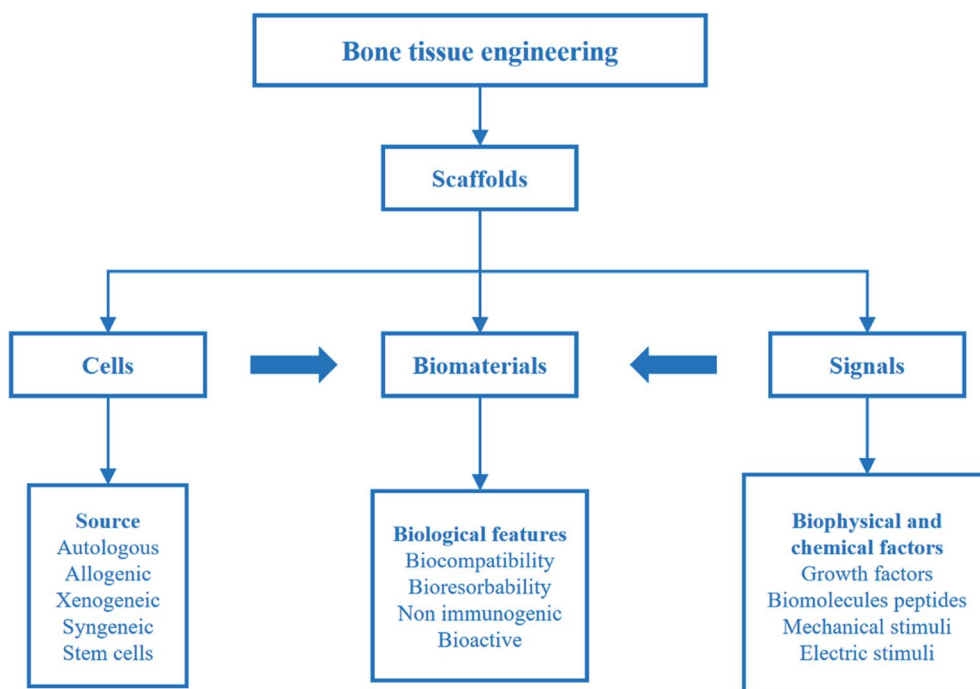 Bone tissue engineering
Scaffolds
Cells
Biomaterials
Signals
Source
Autologous
Allogenic
Xenogeneic
Syngeneic
Stem cells
Biological features
Biocompatibility
Bioresorbability
Non immunogenic
Bioactive
Biophysical and
chemical factors
Growth factors
Biomolecules peptides
Mechanical stimuli
Electric stimuli